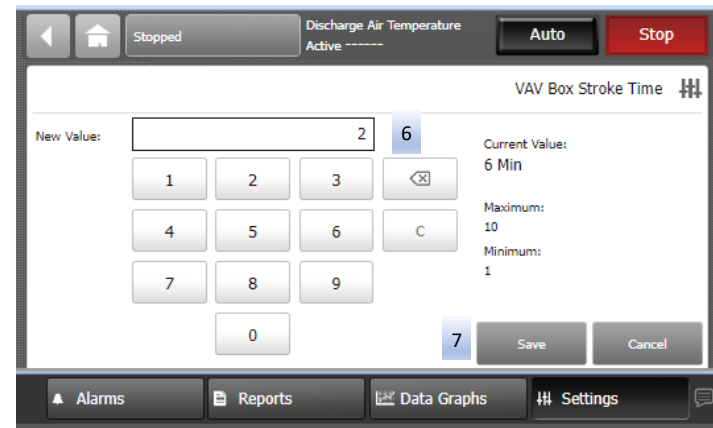 Stopped
Discharge Air Temperature
Active ------
Auto
Stop
VAV Box Stroke Time
New Value:
2
6
1
2
3
4
5
6
C
7
8
9
0
Current Value:
6 Min
Maximum:
10
Minimum:
1
7
Save
Cancel
Alarms
Reports
Data Graphs
Settings